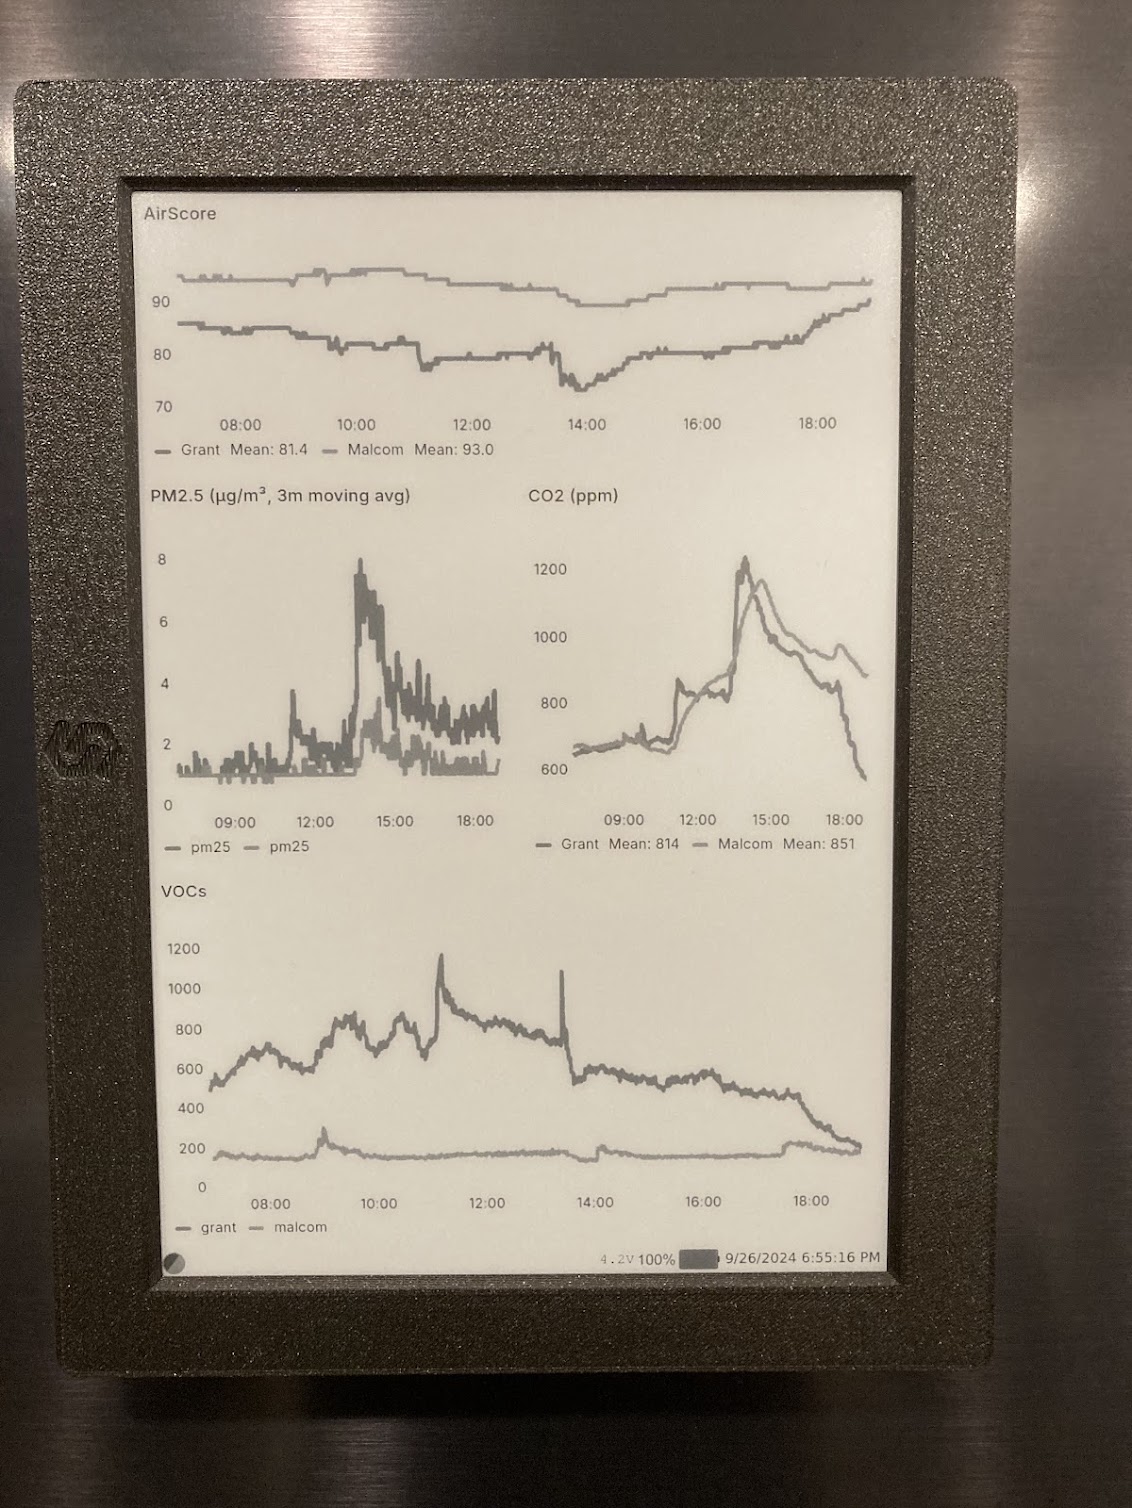 AirScore
90
80
70
08:00 10:00 12:00 14:00 16:00 18:00
Grant Mean: 81.4 Malcom Mean: 93.0
PM2.5 (µg/m³, 3m moving avg)
8
6
4
2
0
09:00 12:00 15:00 18:00
pm25 pm25
CO2 (ppm)
1200
1000
800
600
09:00 12:00 15:00 18:00
Grant Mean: 814 Malcom Mean: 851
VOCs
1200
1000
800
600
400
200
0
08:00 10:00 12:00 14:00 16:00 18:00
grant malcom
4.2V 100% 9/26/2024 6:55:16 PM